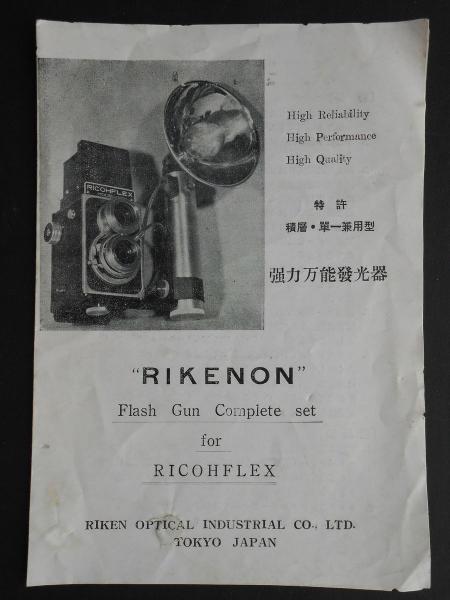 RICOHFLEX
High Reliability
High Performance
High Quality
特許
積層・單一兼用型
强力万能發光器
"RIKENON"
Flash Gun Complete set
for
RICOHFLEX
RIKEN OPTICAL INDUSTRIAL CO., LTD.
TOKYO JAPAN